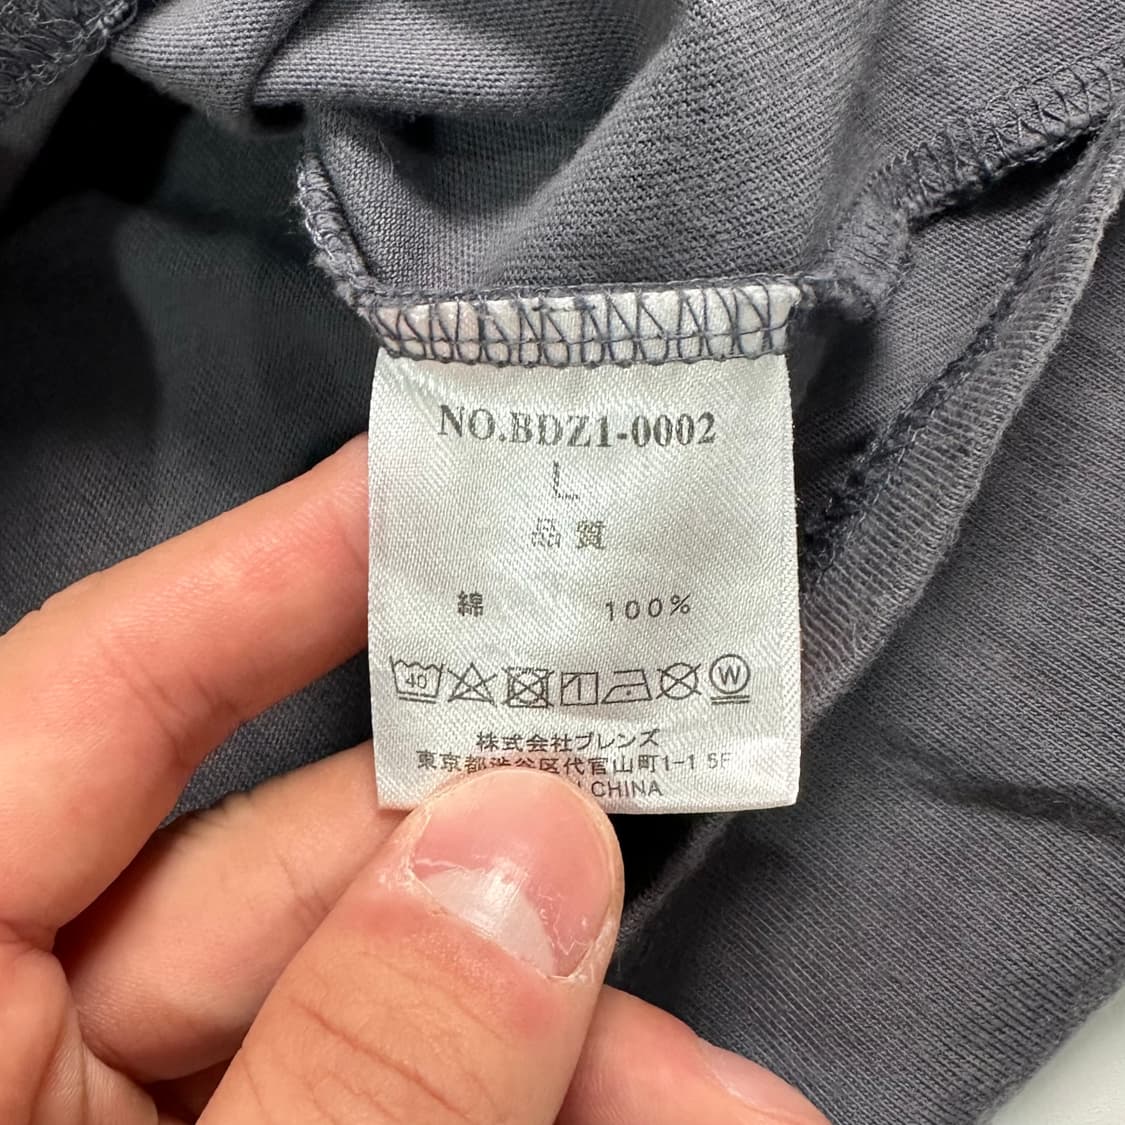 NO.BDZ1-0002
L
品質
綿 100%
40 W
株式会社ブレンズ
東京都渋谷区代官山町1-1 5F
CHINA